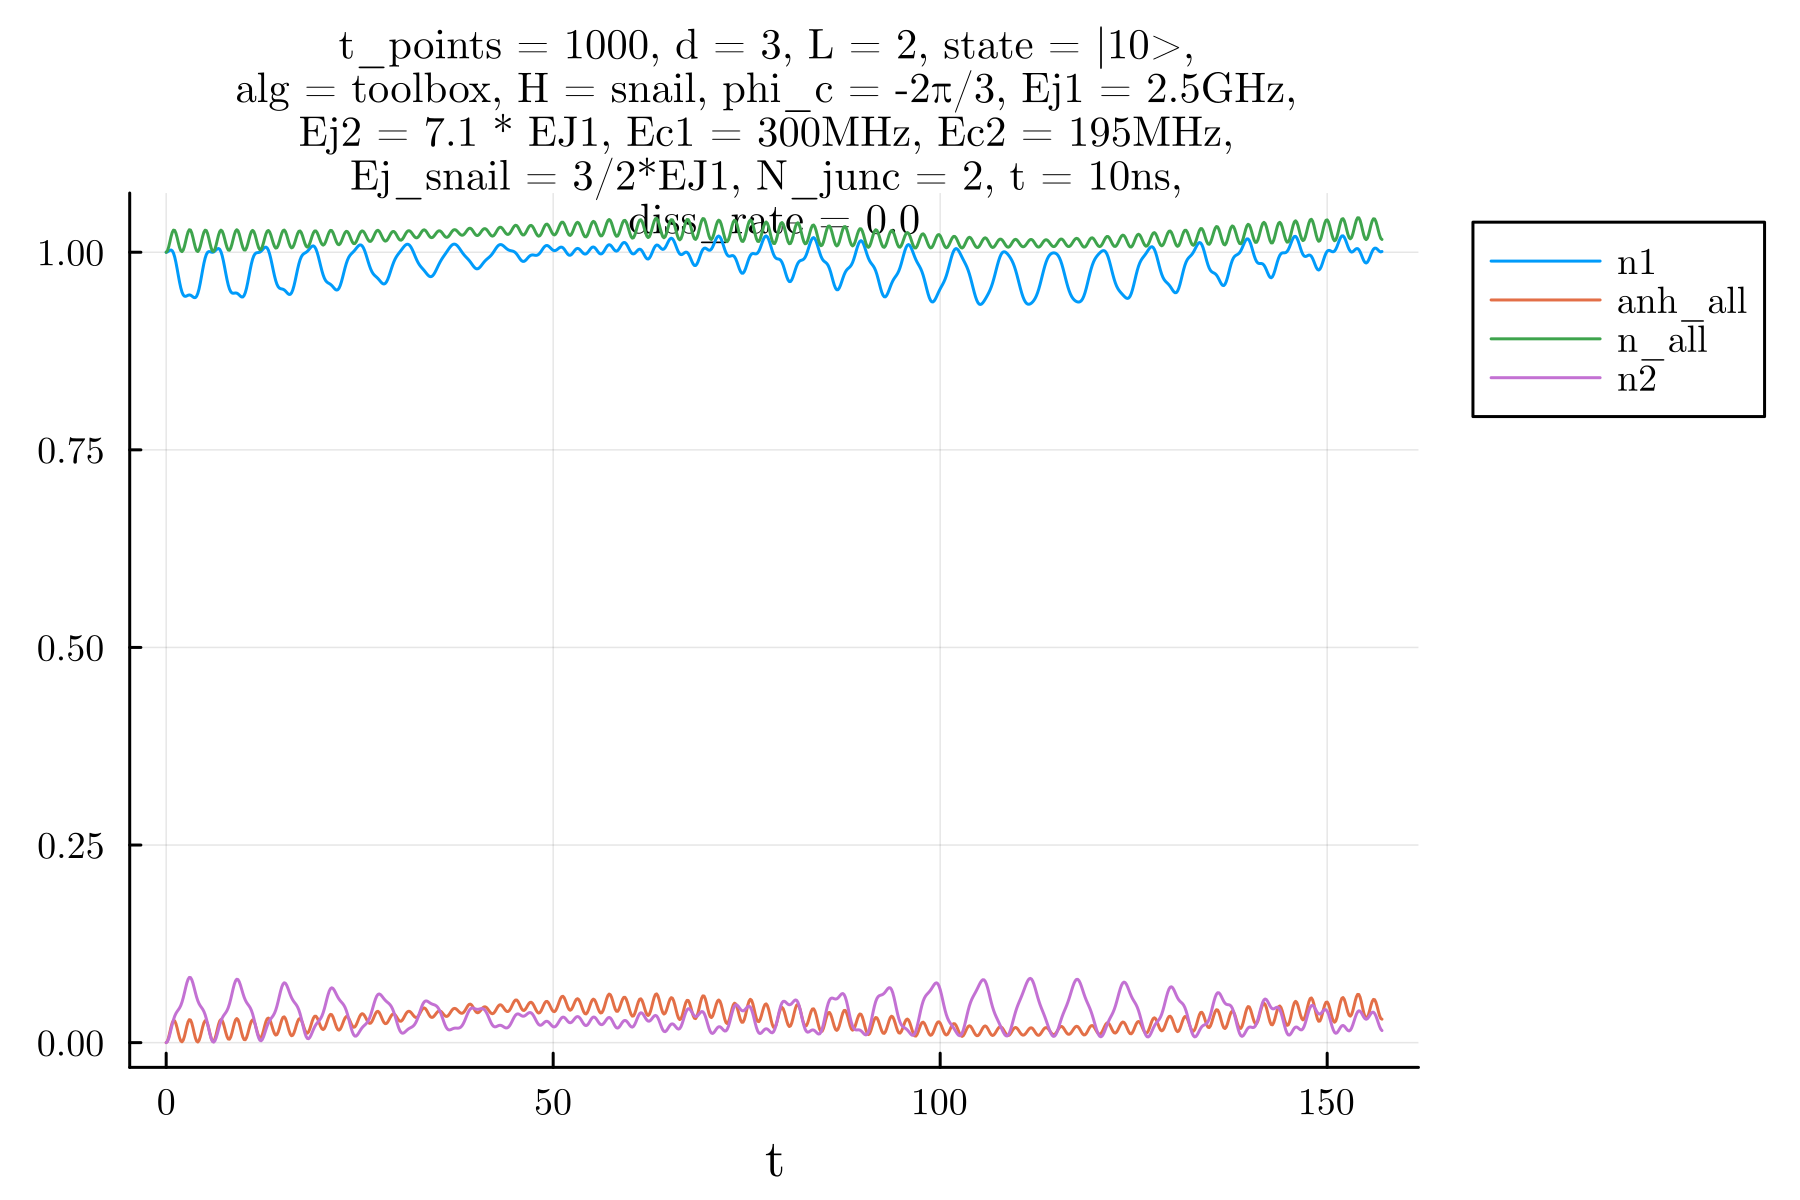 t_points = 1000, d = 3, L = 2, state = |10>,
alg = toolbox, H = snail, phi_c = -2π/3, Ej1 = 2.5GHz,
Ej2 = 7.1 * EJ1, Ec1 = 300MHz, Ec2 = 195MHz,
Ej_snail = 3/2*EJ1, N_junc = 2, t = 10ns,
diss_rate = 0.0
1.00
0.75
0.50
0.25
0.00
0
50
100
150
t
n1
anh_all
n_all
n2